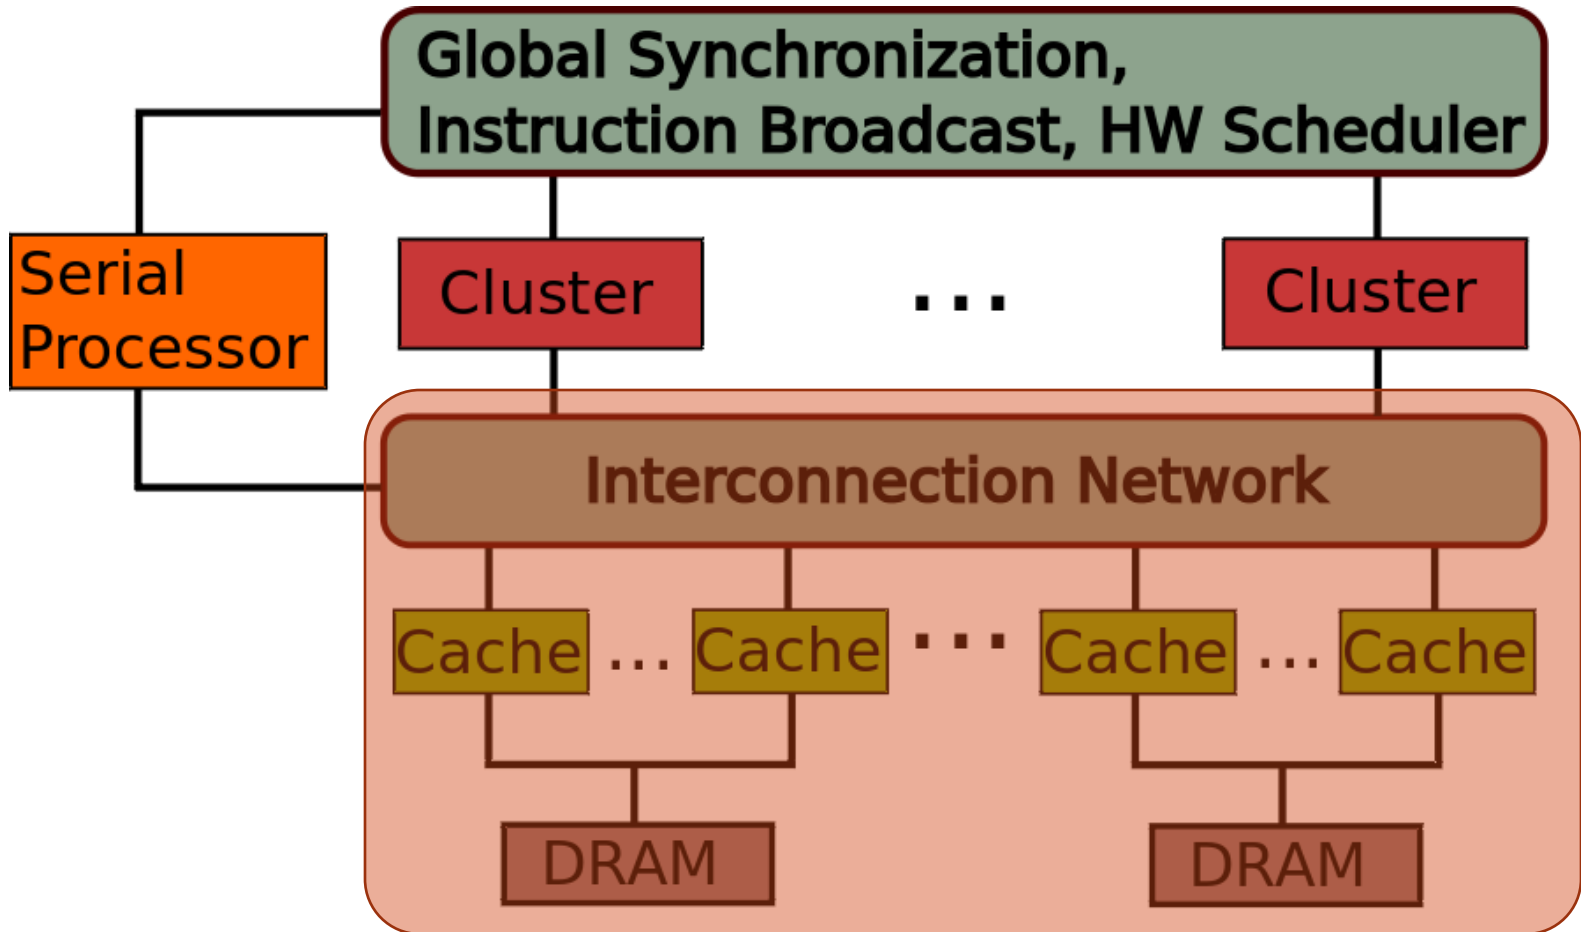 Global Synchronization,
Instruction Broadcast, HW Scheduler
Serial
Processor
Cluster
...
Cluster
Interconnection Network
Cache
...
Cache
...
Cache
...
Cache
DRAM
DRAM